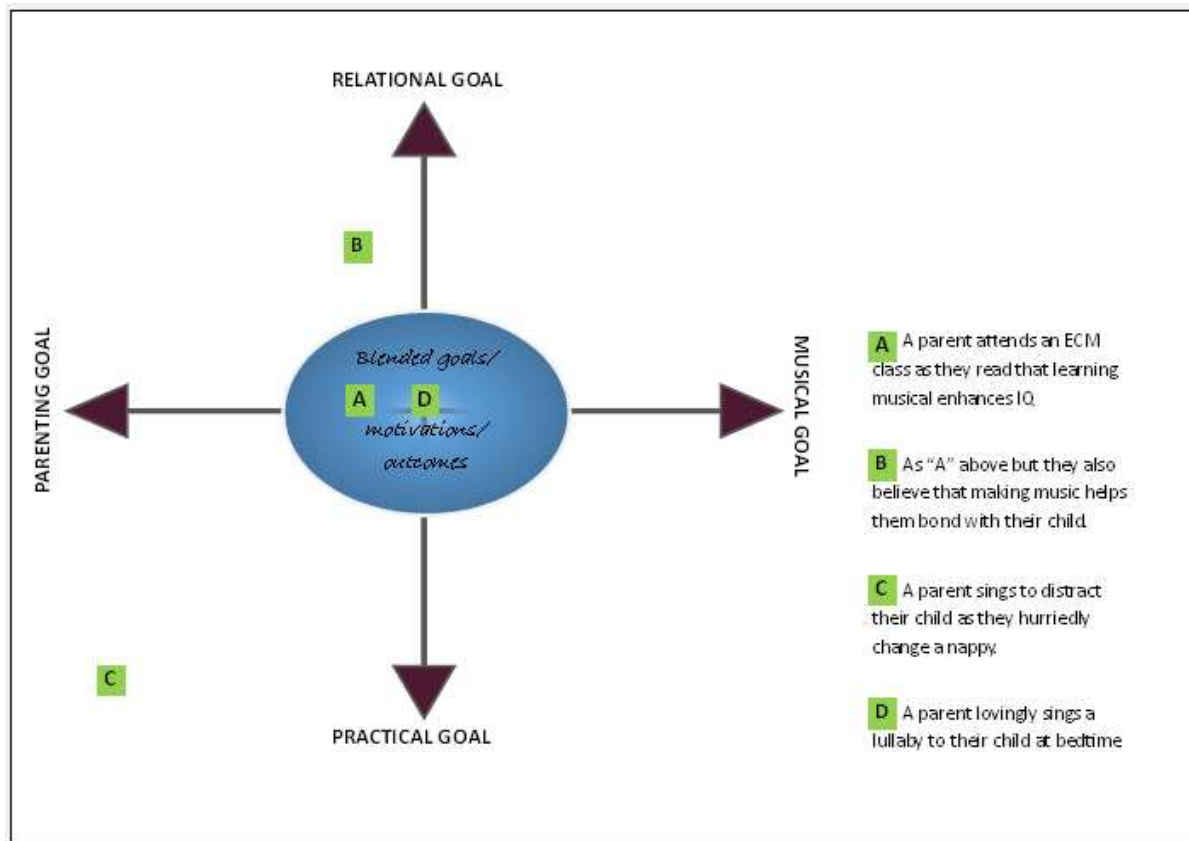 RELATIONAL GOAL
B
PARENTING GOAL
Blended goals/
A
D
motivations/
outcomes
MUSICAL GOAL
C
PRACTICAL GOAL
A A parent attends an ECM
class as they read that learning
musical enhances IQ.
B As “A” above but they also
believe that making music helps
them bond with their child.
C A parent sings to distract
their child as they hurriedly
change a nappy.
D A parent lovingly sings a
lullaby to their child at bedtime